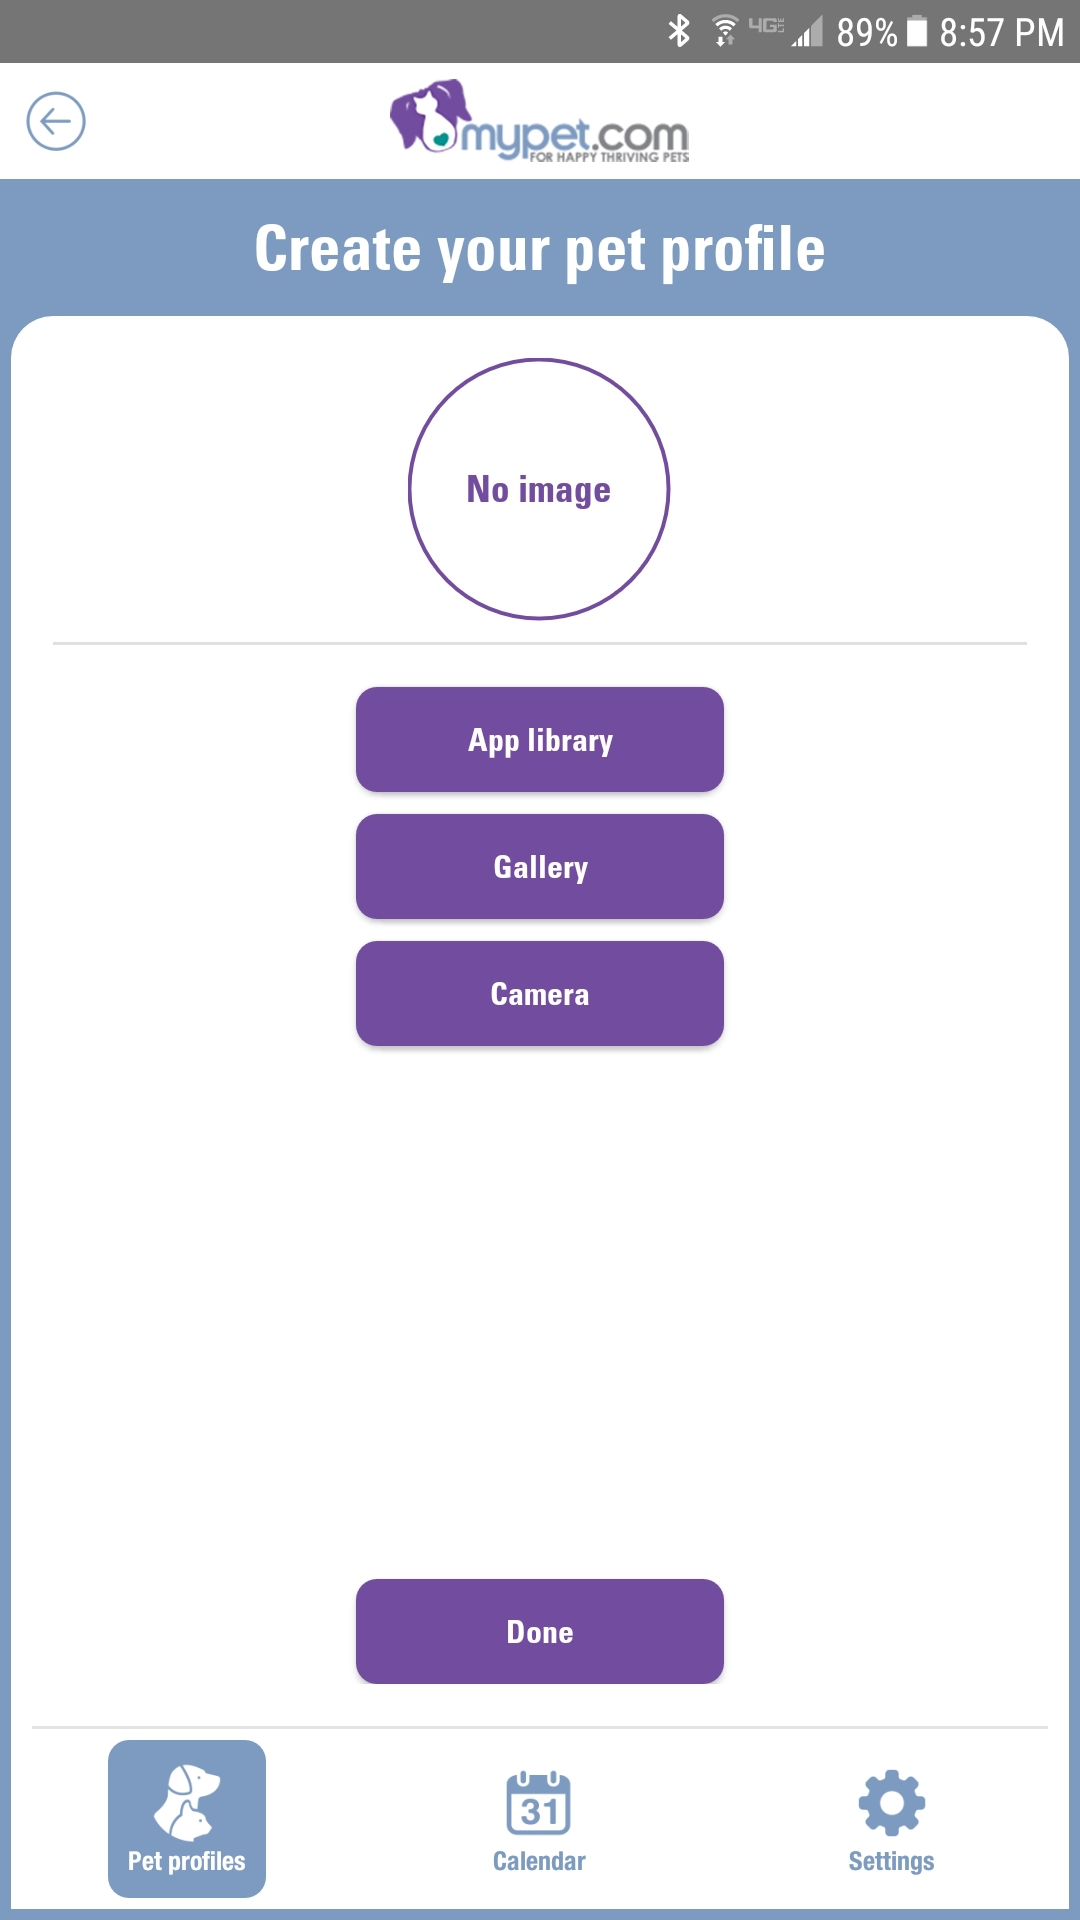 4G LTE 89% 8:57 PM
mypet.com
FOR HAPPY THRIVING PETS
Create your pet profile
No image
App library
Gallery
Camera
Done
31
Pet profiles Calendar Settings